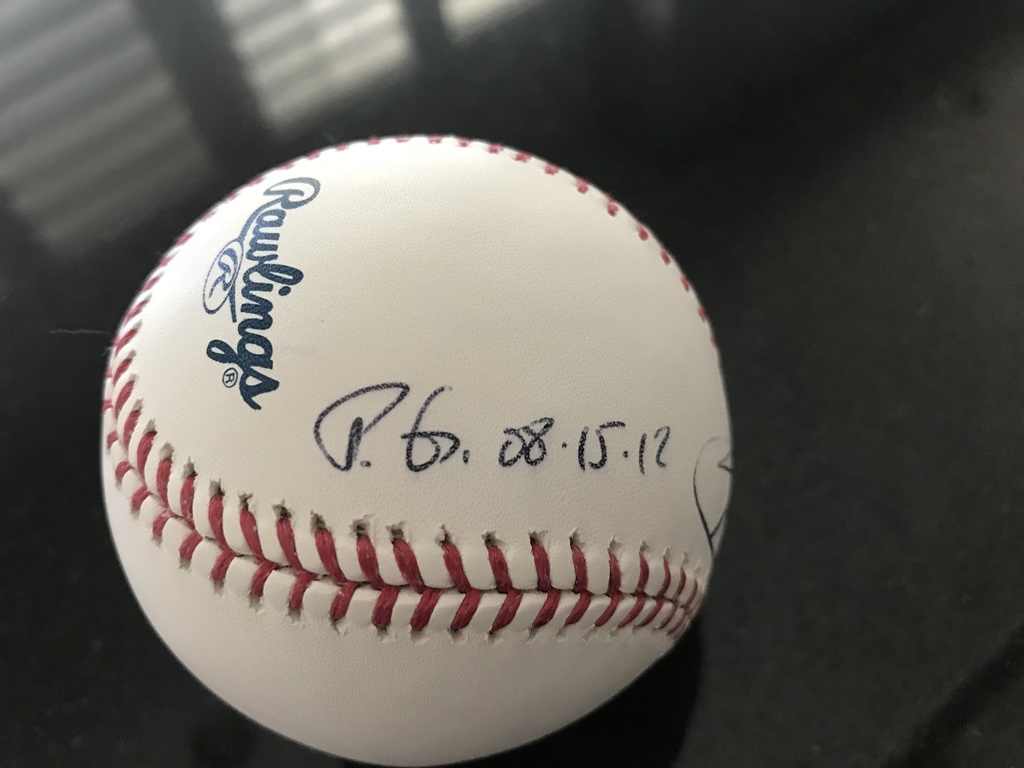 Rawlings ®
R
P. G. 08.15.12